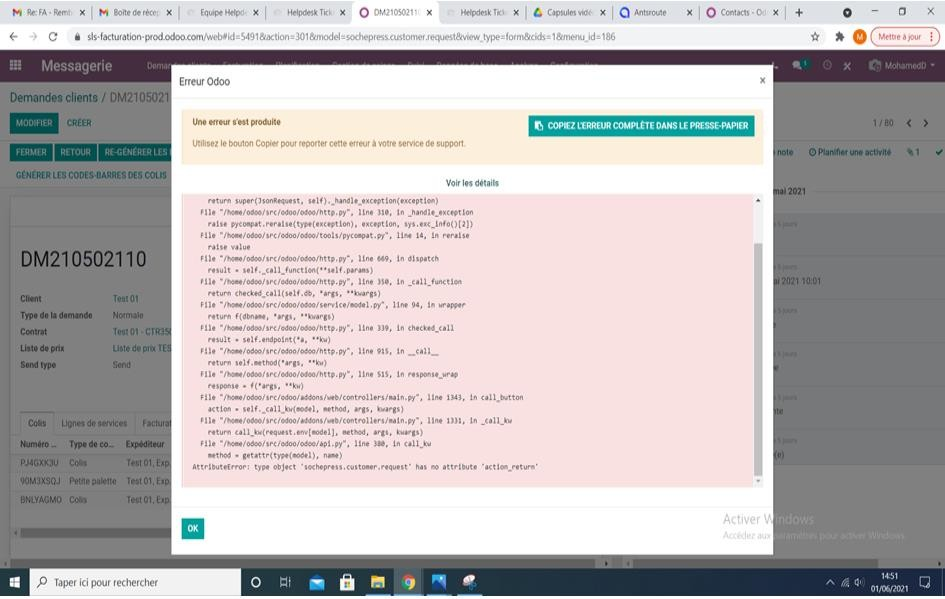 Re: FA - Remb
Boîte de récep
Equipe Helpde
Helpdesk Tick
DM21050211
Helpdesk Tick
Capsules vidé
Antsroute
Contacts - Od
sls-facturation-prod.odoo.com/web#id=5491&action=301&model=sochepress.customer.request&view_type=form&cids=1&menu_id=186
M
Mettre à jour
Messagerie
1
MohamedD
Demandes clients / DM2105021
Erreur Odoo
×
MODIFIER
CRÉER
1 / 80
Une erreur s'est produite
COPIEZ L'ERREUR COMPLÈTE DANS LE PRESSE-PAPIER
Utilisez le bouton Copier pour reporter cette erreur à votre service de support.
FERMER
RETOUR
RE-GÉNÉRER LES
note
Planifier une activité
1
GÉNÉRER LES CODES-BARRES DES COLIS
Voir les détails
mai 2021
return super(JsonRequest, self)._handle_exception(exception)
File "/home/odoo/src/odoo/odoo/http.py", line 310, in _handle_exception
raise pycompat.reraise(type(exception), exception, sys.exc_info()[2])
File "/home/odoo/src/odoo/odoo/tools/pycompat.py", line 14, in reraise
raise value
File "/home/odoo/src/odoo/odoo/http.py", line 669, in dispatch
result = self._call_function(**self.params)
File "/home/odoo/src/odoo/odoo/http.py", line 350, in _call_function
return checked_call(self.db, *args, **kwargs)
File "/home/odoo/src/odoo/odoo/service/model.py", line 94, in wrapper
return f(dbname, *args, **kwargs)
File "/home/odoo/src/odoo/odoo/http.py", line 339, in checked_call
result = self.endpoint(*a, **kw)
File "/home/odoo/src/odoo/odoo/http.py", line 915, in __call__
return self.method(*args, **kw)
File "/home/odoo/src/odoo/odoo/http.py", line 515, in response_wrap
response = f(*args, **kw)
File "/home/odoo/src/odoo/addons/web/controllers/main.py", line 1343, in call_button
action = self._call_kw(model, method, args, kwargs)
File "/home/odoo/src/odoo/addons/web/controllers/main.py", line 1331, in _call_kw
return call_kw(request.env[model], method, args, kwargs)
File "/home/odoo/src/odoo/odoo/api.py", line 380, in call_kw
method = getattr(type(model), name)
AttributeError: type object 'sochepress.customer.request' has no attribute 'action_return'
DM210502110
Client
Test 01
Type de la demande
Normale
Contrat
Test 01 - CTR350
Liste de prix
Liste de prix TES
Send type
Send
5 jours
5 jours
ai 2021 10:01
5 jours
5 jours
5 jours
nte
5 jours
(e)
Colis
Lignes de services
Facturat
Numéro ...
Type de co...
Expéditeur
PJ4GXK3U
Colis
Test 01, Exp.
90M3XSQJ
Petite palette
Test 01, Exp.
BNLYAGMO
Colis
Test 01, Exp.
OK
Activer Windows
Accédez aux paramètres pour activer Windows.
Taper ici pour rechercher
14:51
01/06/2021